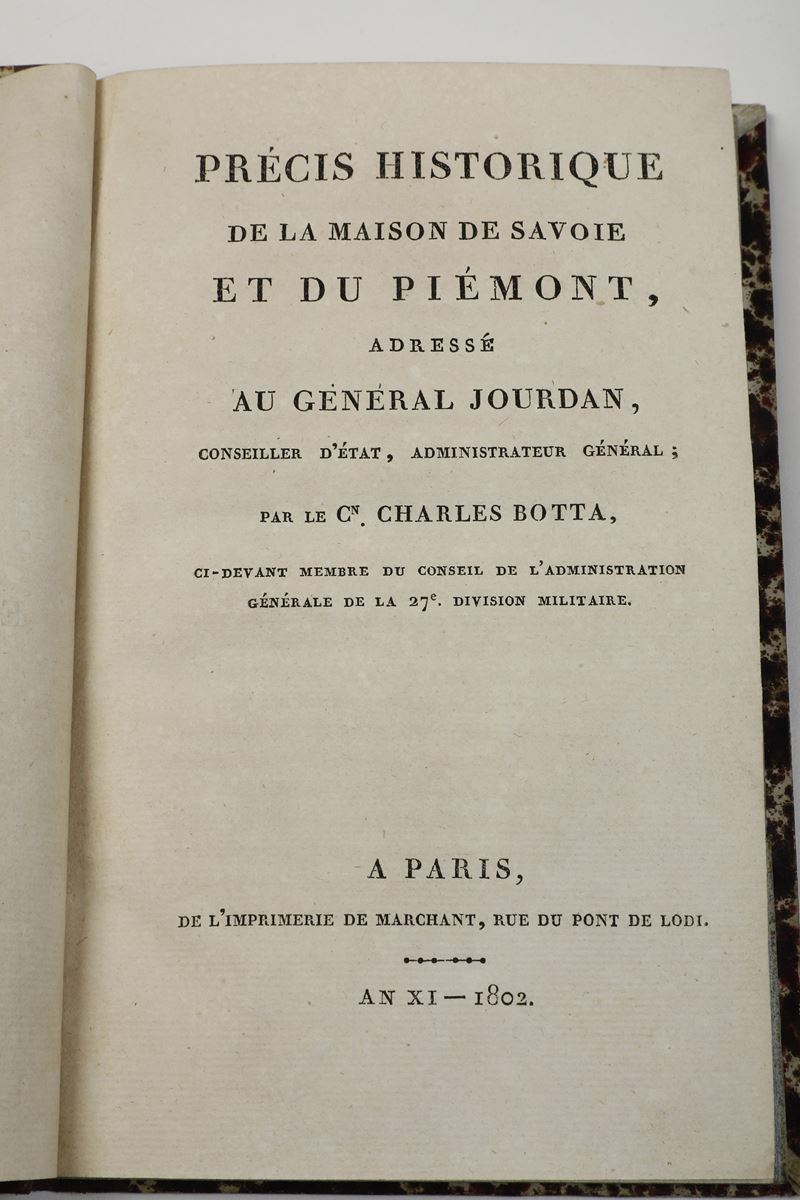 PRÉCIS HISTORIQUE
DE LA MAISON DE SAVOIE
ET DU PIÉMONT,
ADRESSÉ
AU GÉNÉRAL JOURDAN,
CONSEILLER D'ÉTAT, ADMINISTRATEUR GÉNÉRAL;
PAR LE Cᴺ. CHARLES BOTTA,
CI-DEVANT MEMBRE DU CONSEIL DE L'ADMINISTRATION
GÉNÉRALE DE LA 27ᵉ. DIVISION MILITAIRE.
A PARIS,
DE L'IMPRIMERIE DE MARCHANT, RUE DU PONT DE LODI.
AN XI — 1802.